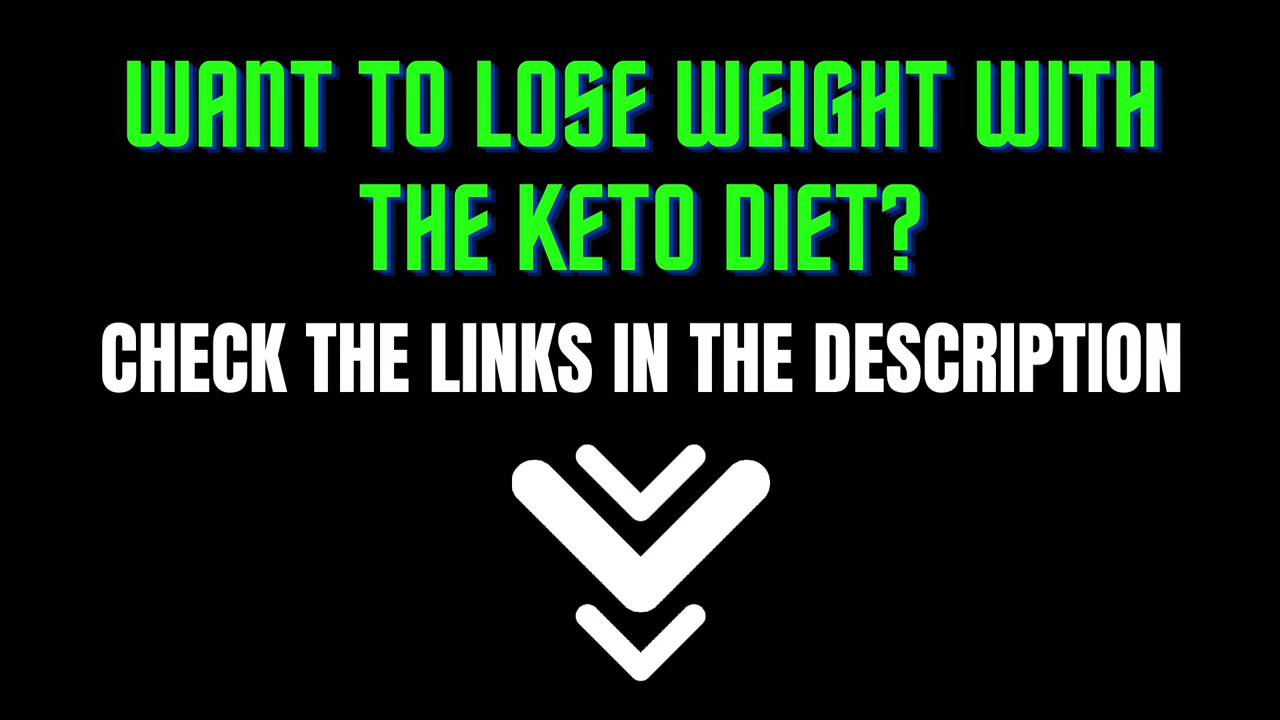 WANT TO LOSE WEIGHT WITH
THE KETO DIET?
CHECK THE LINKS IN THE DESCRIPTION